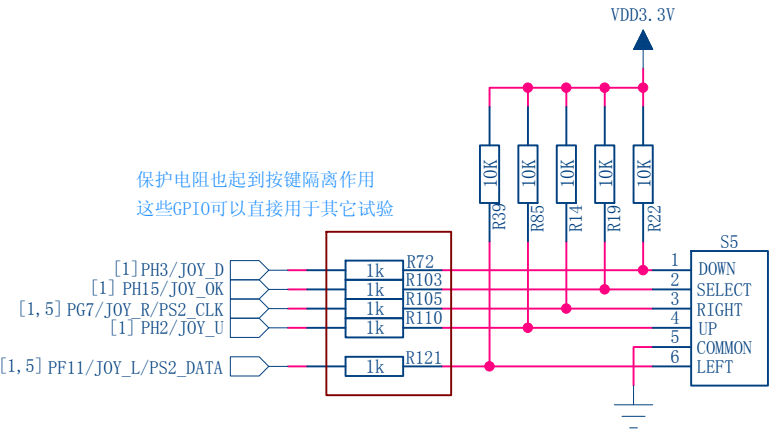 VDD3.3V
10K
10K
10K
10K
10K
R39
R85
R14
R19
R22
保护电阻也起到按键隔离作用
这些GPIO可以直接用于其它试验
S5
[1]PH3/JOY_D
1k
R72
1
DOWN
[1]PH15/JOY_OK
1k
R103
2
SELECT
[1,5]PG7/JOY_R/PS2_CLK
1k
R105
3
RIGHT
[1]PH2/JOY_U
1k
R110
4
UP
5
COMMON
[1,5]PF11/JOY_L/PS2_DATA
1k
R121
6
LEFT